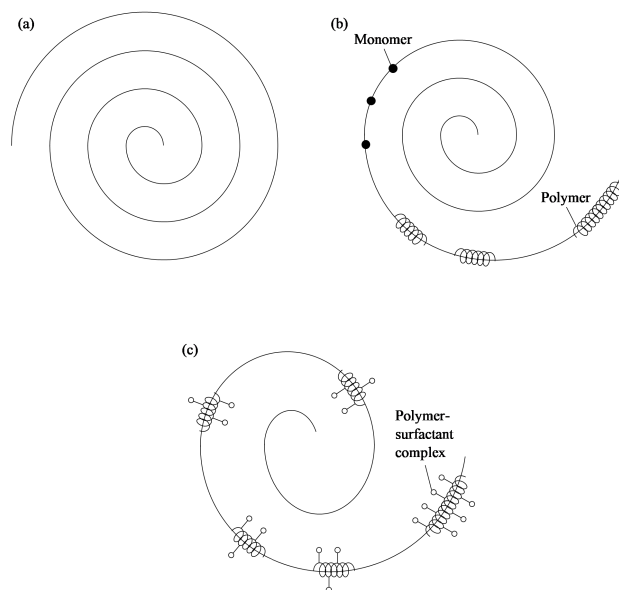 (a)
(b)
Monomer
Polymer
(c)
Polymer-
surfactant
complex